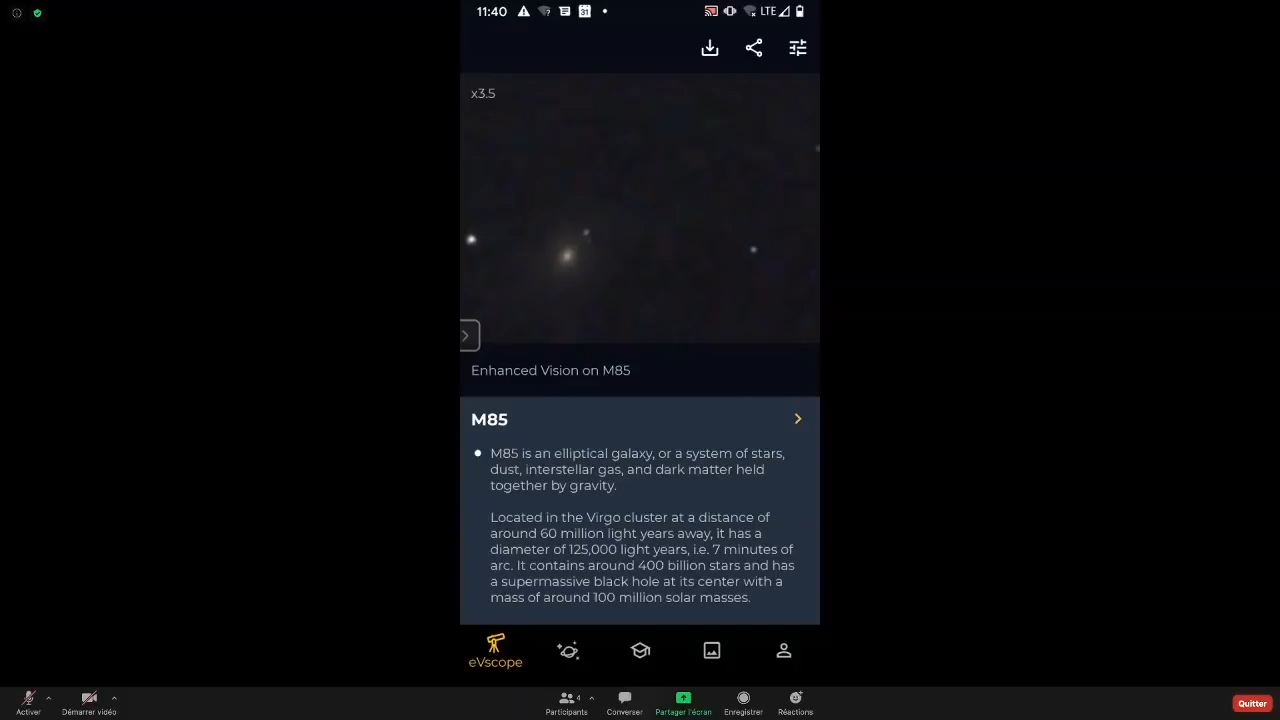 11:40
31
LTE
x3.5
Enhanced Vision on M85
M85
M85 is an elliptical galaxy, or a system of stars,
dust, interstellar gas, and dark matter held
together by gravity.
Located in the Virgo cluster at a distance of
around 60 million light years away, it has a
diameter of 125,000 light years, i.e. 7 minutes of
arc. It contains around 400 billion stars and has
a supermassive black hole at its center with a
mass of around 100 million solar masses.
eVscope
4
Activer
Démarrer vidéo
Participants
Converser
Partager l'écran
Enregistrer
Réactions
Quitter